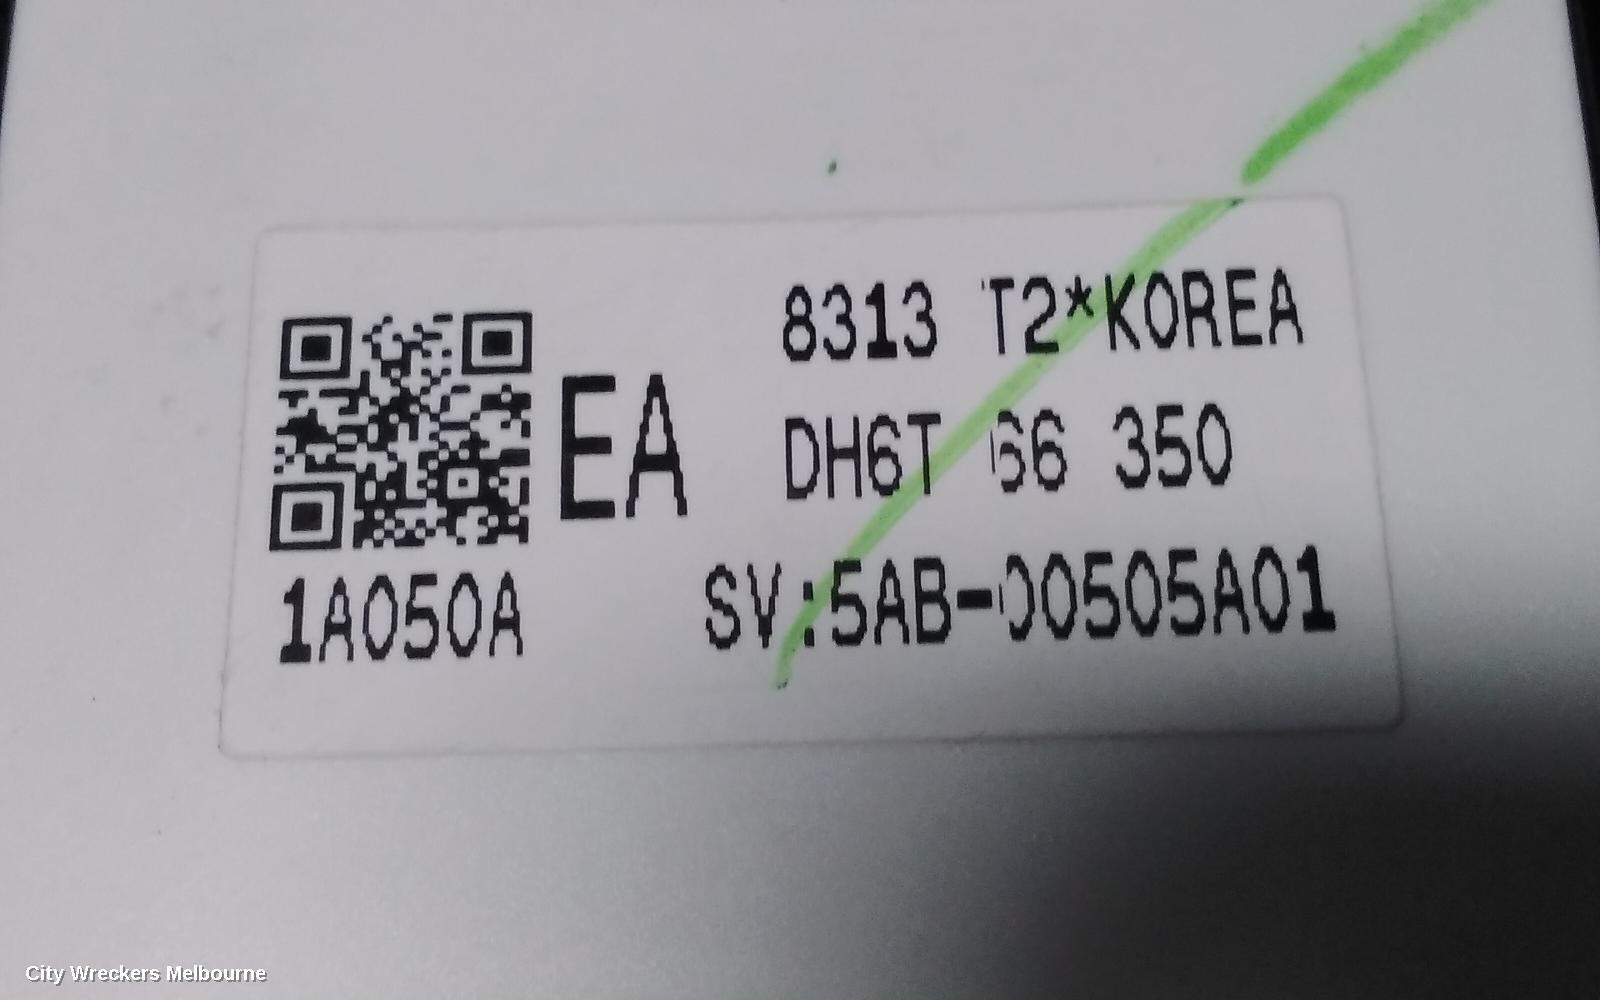 8313 T2*KOREA
EA
DH6T 66 350
1A050A
SV:5AB-00505A01
City Wreckers Melbourne